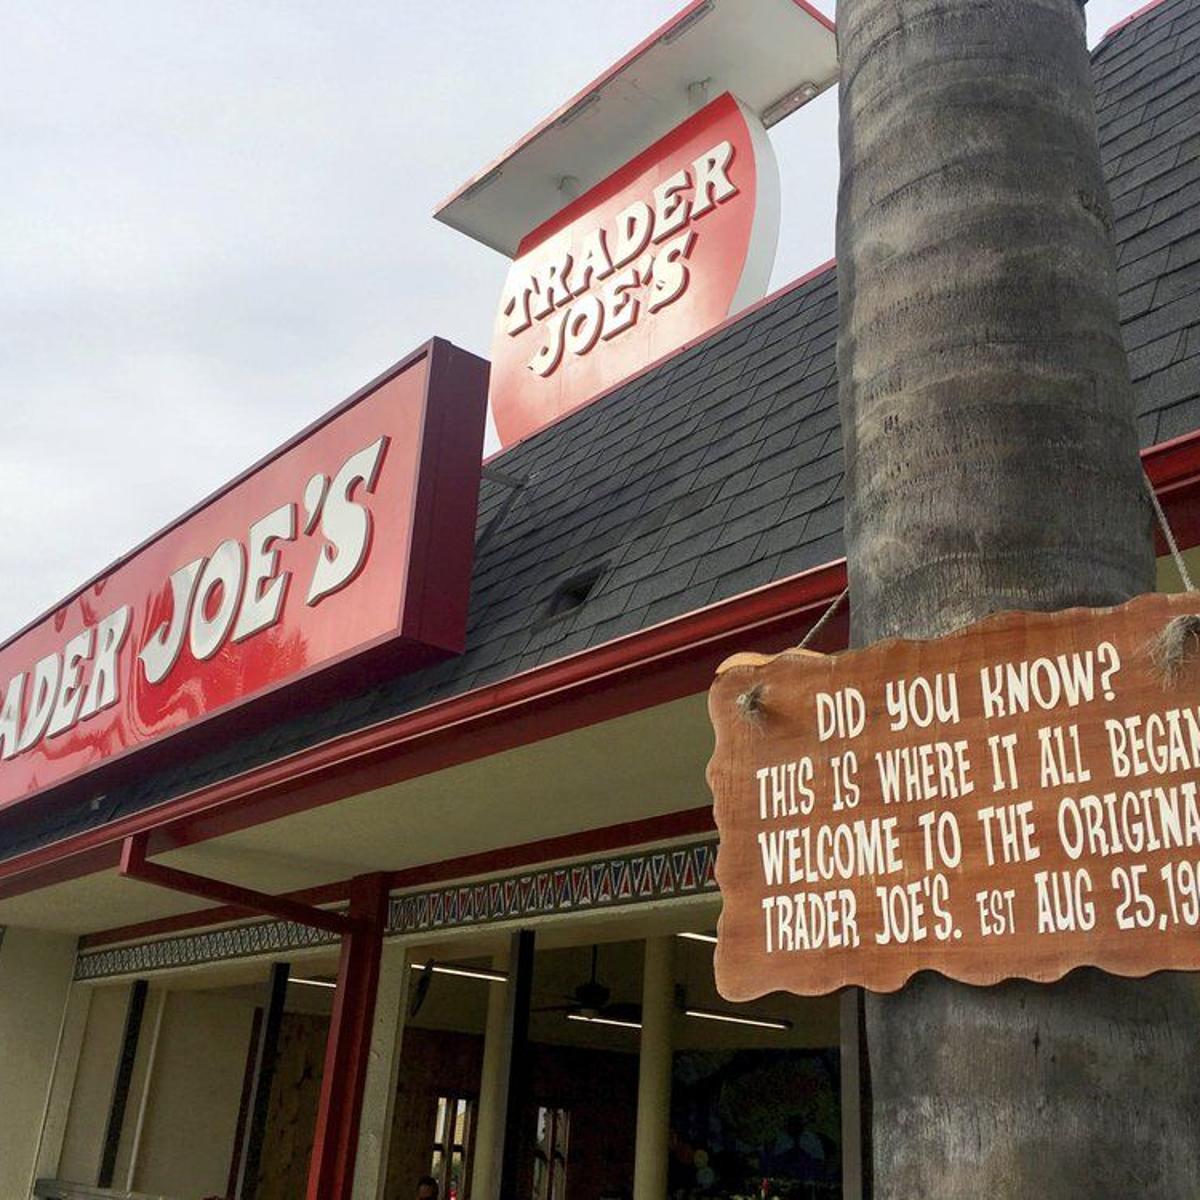 TRADER
JOE'S
ADER JOE'S
DID YOU KNOW?
THIS IS WHERE IT ALL BEGAN
WELCOME TO THE ORIGINA
TRADER JOE'S. EST AUG 25, 19